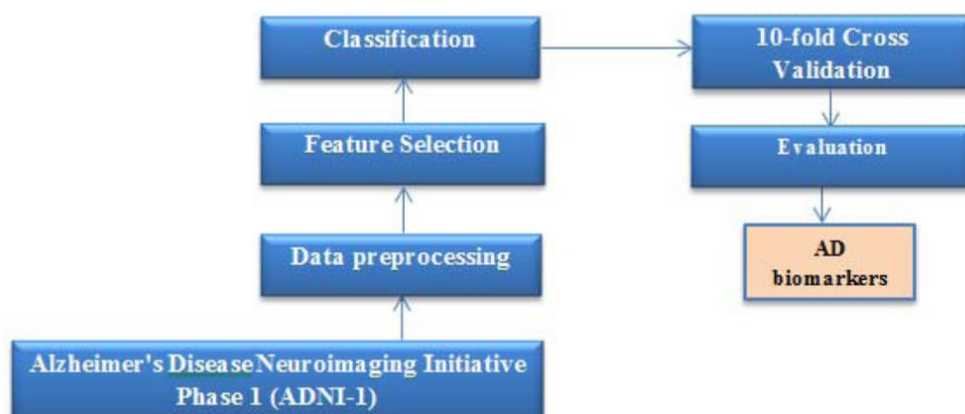 Classification
10-fold Cross
Validation
Feature Selection
Evaluation
Data preprocessing
AD
biomarkers
Alzheimer's Disease Neuroimaging Initiative
Phase 1 (ADNI-1)